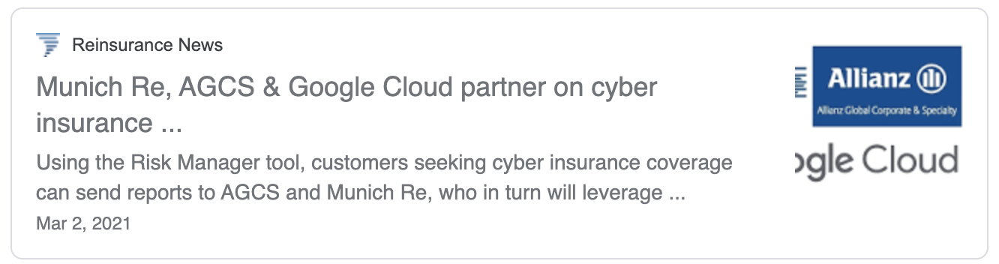 Reinsurance News
Munich Re, AGCS & Google Cloud partner on cyber
insurance ...
Using the Risk Manager tool, customers seeking cyber insurance coverage
can send reports to AGCS and Munich Re, who in turn will leverage ...
Mar 2, 2021
Allianz
Allianz Global Corporate & Specialty
ogle Cloud